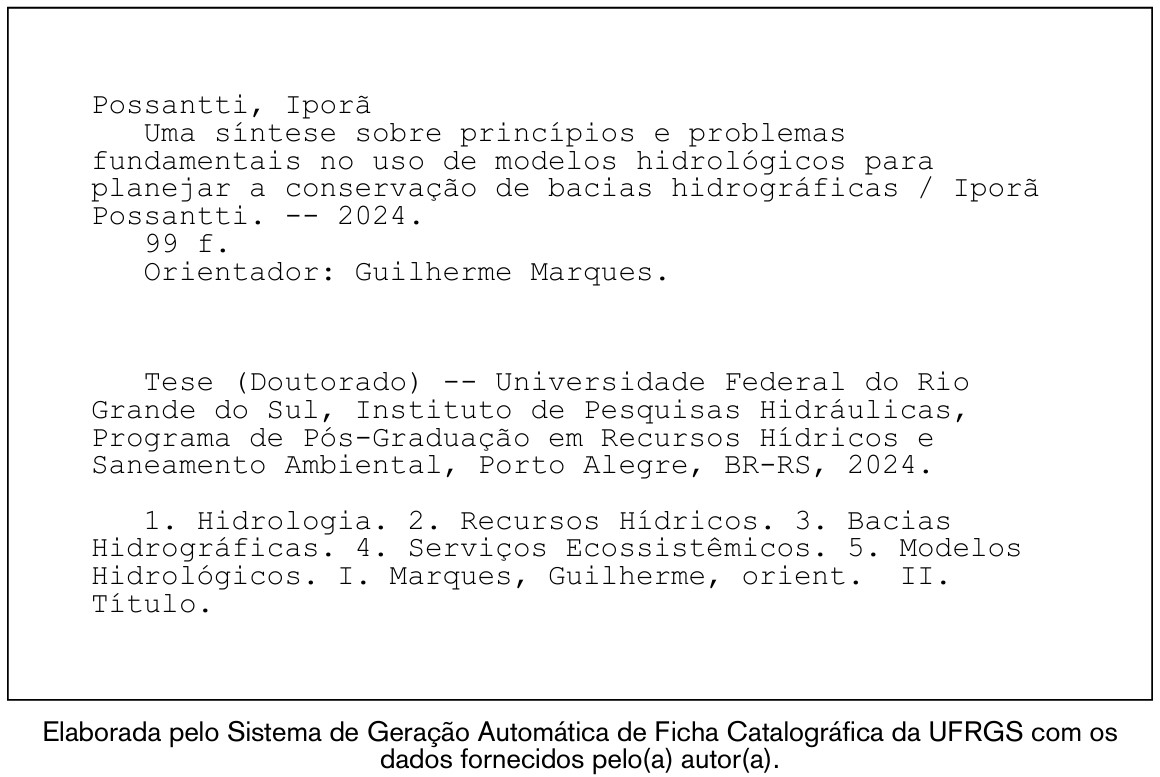 Possantti, Iporã
Uma síntese sobre princípios e problemas
fundamentais no uso de modelos hidrológicos para
planejar a conservação de bacias hidrográficas / Iporã
Possantti. -- 2024.
99 f.
Orientador: Guilherme Marques.
Tese (Doutorado) -- Universidade Federal do Rio
Grande do Sul, Instituto de Pesquisas Hidráulicas,
Programa de Pós-Graduação em Recursos Hídricos e
Saneamento Ambiental, Porto Alegre, BR-RS, 2024.
1. Hidrologia. 2. Recursos Hídricos. 3. Bacias
Hidrográficas. 4. Serviços Ecossistêmicos. 5. Modelos
Hidrológicos. I. Marques, Guilherme, orient.  II.
Título.
Elaborada pelo Sistema de Geração Automática de Ficha Catalográfica da UFRGS com os
dados fornecidos pelo(a) autor(a).